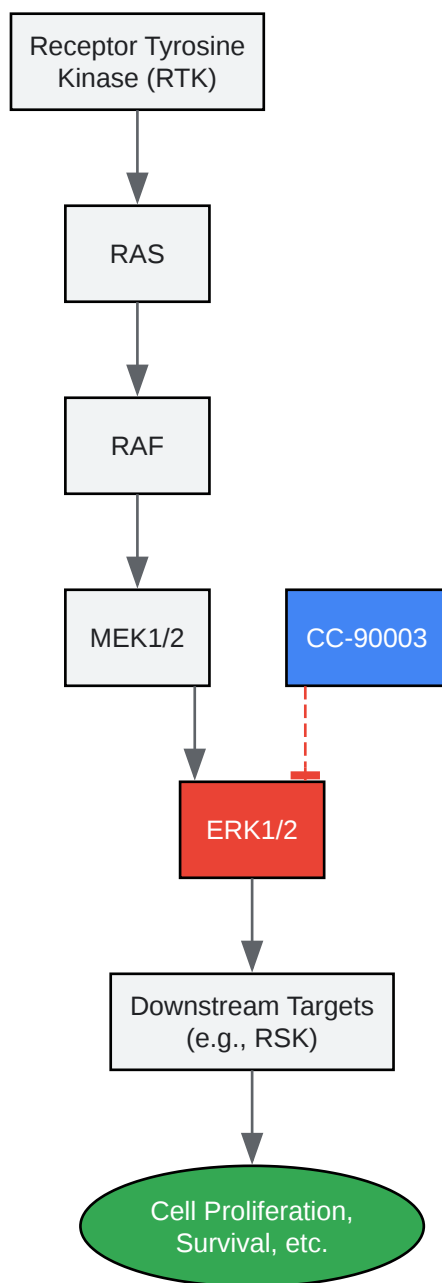 Receptor Tyrosine
Kinase (RTK)
RAS
RAF
MEK1/2
CC-90003
ERK1/2
Downstream Targets
(e.g., RSK)
Cell Proliferation,
Survival, etc.